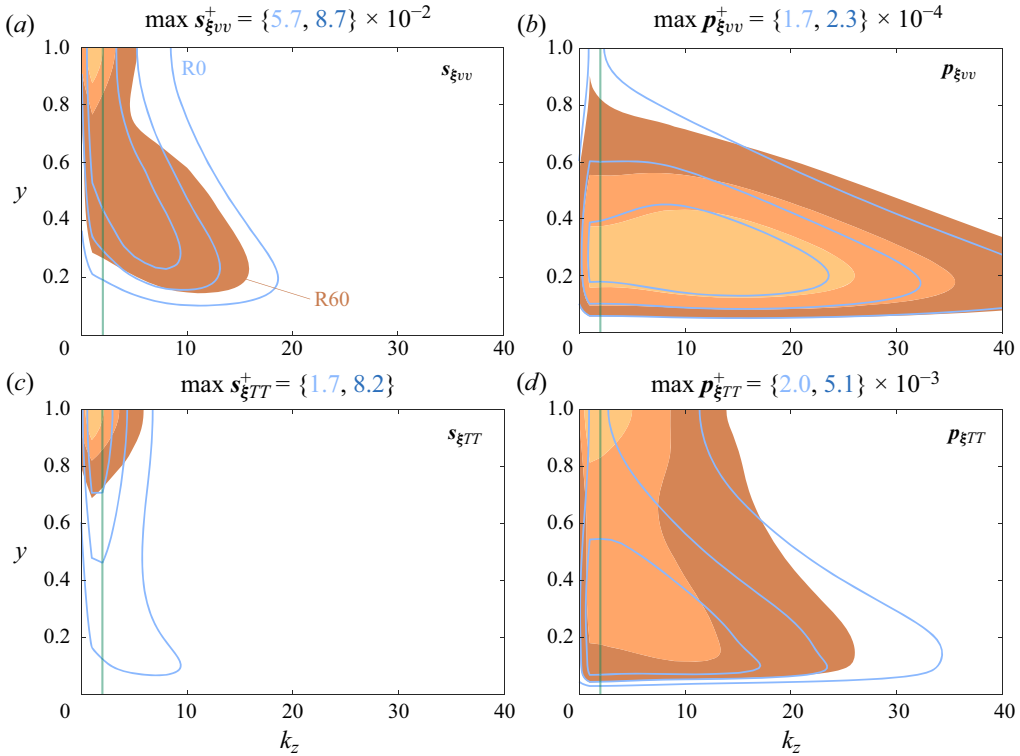 (a) max s⁺ξvv = {5.7, 8.7} × 10⁻²
(b) max p⁺ξvv = {1.7, 2.3} × 10⁻⁴
1.0
0.8
0.6
y
0.4
0.2
0 10 20 30 40
R0
sξvv
R60
1.0
0.8
0.6
0.4
0.2
0 10 20 30 40
pξvv
(c) max s⁺ξTT = {1.7, 8.2}
(d) max p⁺ξTT = {2.0, 5.1} × 10⁻³
1.0
0.8
0.6
y
0.4
0.2
0 10 20 30 40
kz
sξTT
1.0
0.8
0.6
0.4
0.2
0 10 20 30 40
kz
pξTT